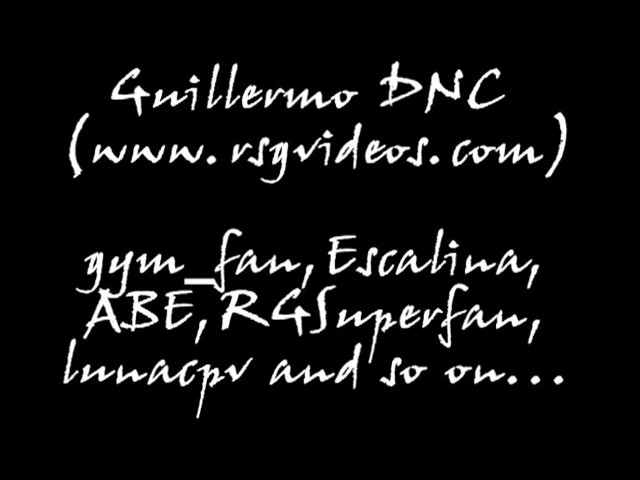 Guillermo DNC
(www.rsgvideos.com)
gym_fan, Escalina,
ABE, RGSuperfan,
lunacpv and so on...